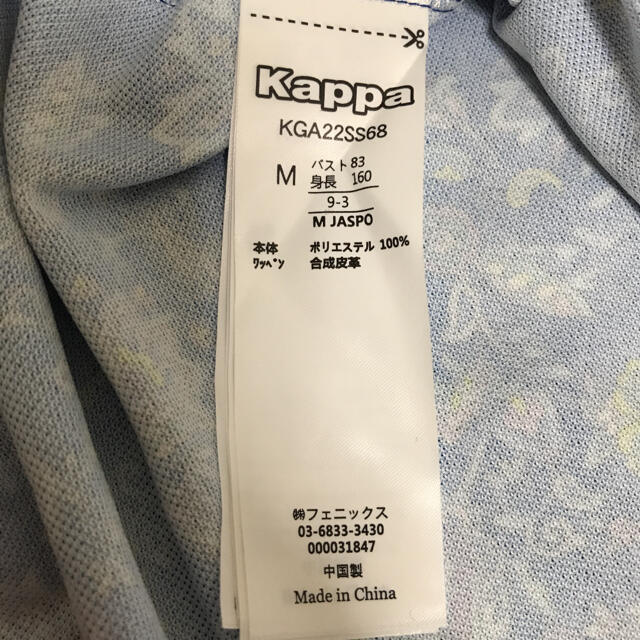 Kappa
KGA22SS68
M バスト 83
身長 160
9-3
M JASPO
本体 ポリエステル 100%
ﾜｯﾍﾟﾝ 合成皮革
㈱フェニックス
03-6833-3430
000031847
中国製
Made in China